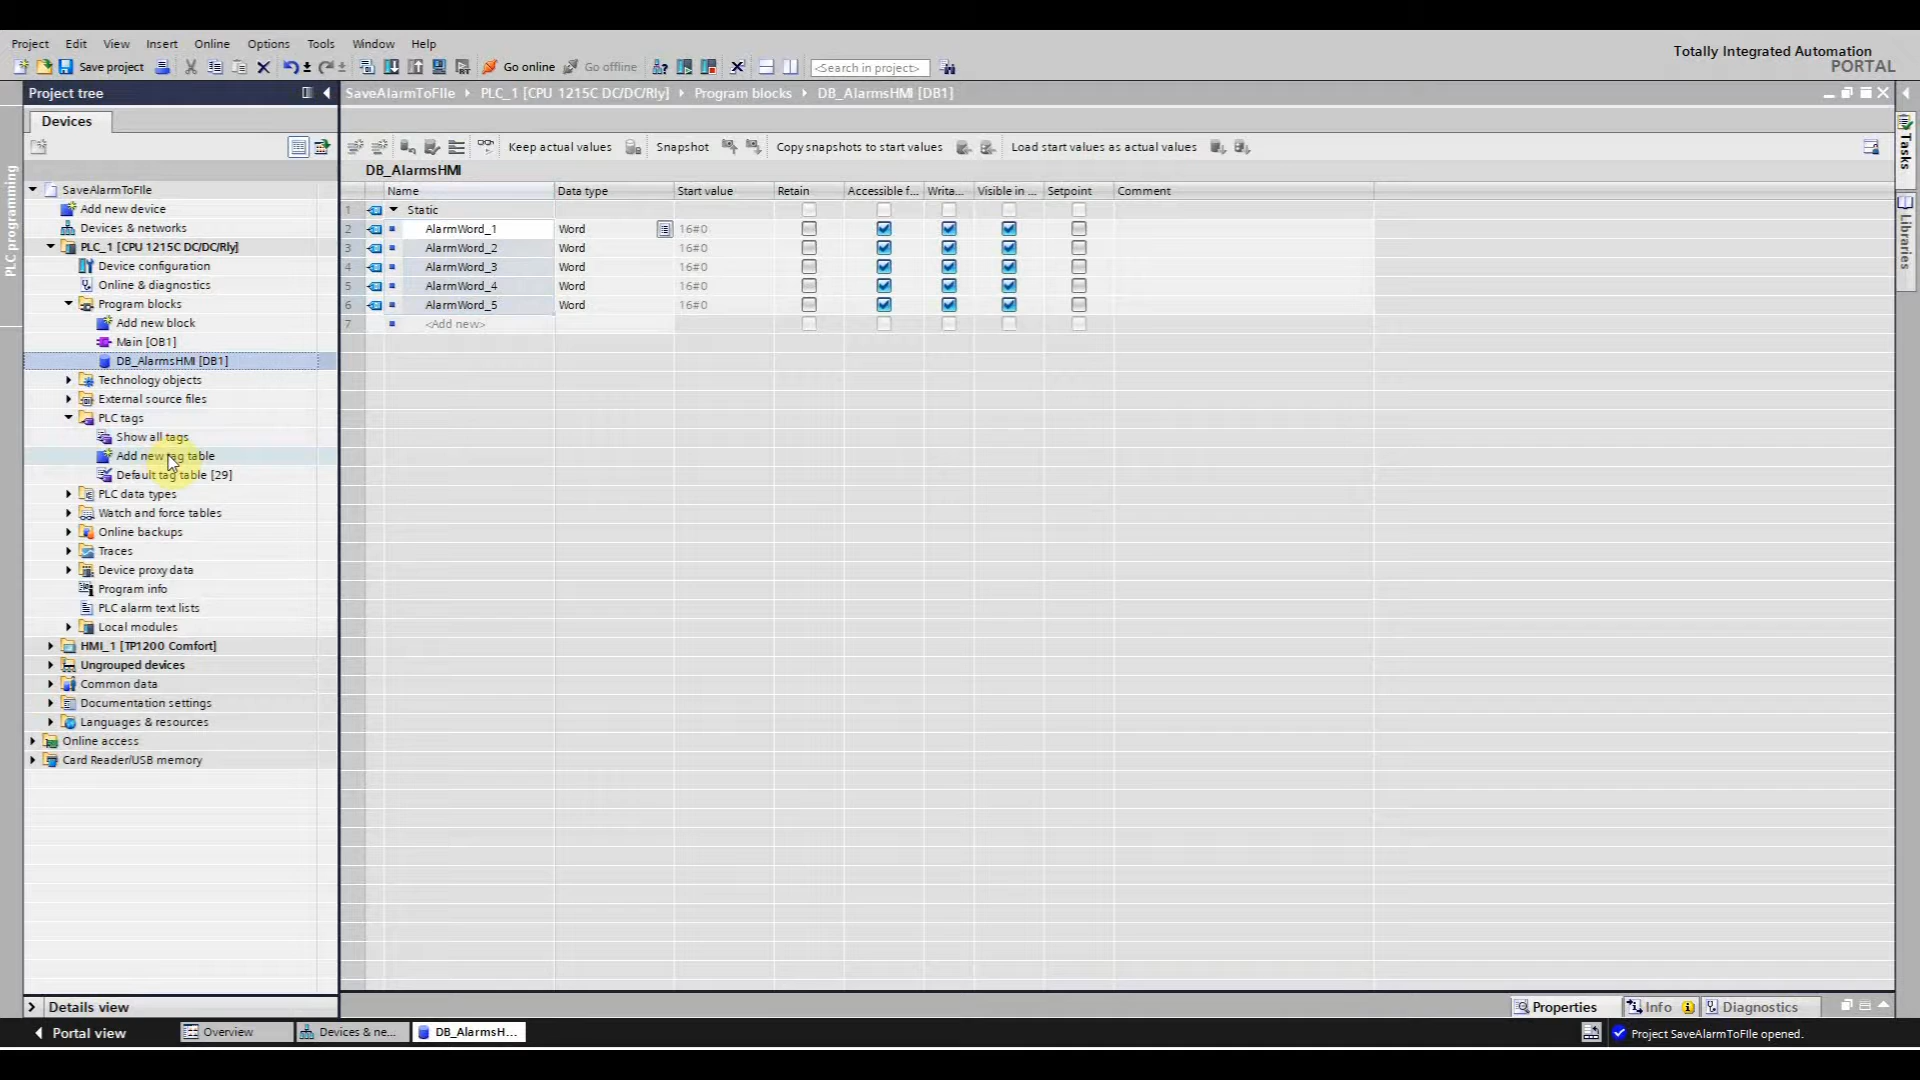 Project Edit View Insert Online Options Tools Window Help
Totally Integrated Automation
PORTAL
Save project Go online Go offline <Search in project>
Project tree
SaveAlarmToFIle PLC_1 [CPU 1215C DC/DC/Rly] Program blocks DB_AlarmsHMI [DB1]
Devices
Keep actual values Snapshot Copy snapshots to start values Load start values as actual values
DB_AlarmsHMI
Name Data type Start value Retain Accessible f... Writa... Visible in ... Setpoint Comment
1 Static
2 AlarmWord_1 Word 16#0
3 AlarmWord_2 Word 16#0
4 AlarmWord_3 Word 16#0
5 AlarmWord_4 Word 16#0
6 AlarmWord_5 Word 16#0
7 <Add new>
SaveAlarmToFIle
Add new device
Devices & networks
PLC_1 [CPU 1215C DC/DC/Rly]
Device configuration
Online & diagnostics
Program blocks
Add new block
Main [OB1]
DB_AlarmsHMI [DB1]
Technology objects
External source files
PLC tags
Show all tags
Add new tag table
Default tag table [29]
PLC data types
Watch and force tables
Online backups
Traces
Device proxy data
Program info
PLC alarm text lists
Local modules
HMI_1 [TP1200 Comfort]
Ungrouped devices
Common data
Documentation settings
Languages & resources
Online access
Card Reader/USB memory
PLC programming
Tasks
Libraries
Details view
Properties Info Diagnostics
Portal view Overview Devices & ne... DB_AlarmsH...
Project SaveAlarmToFIle opened.